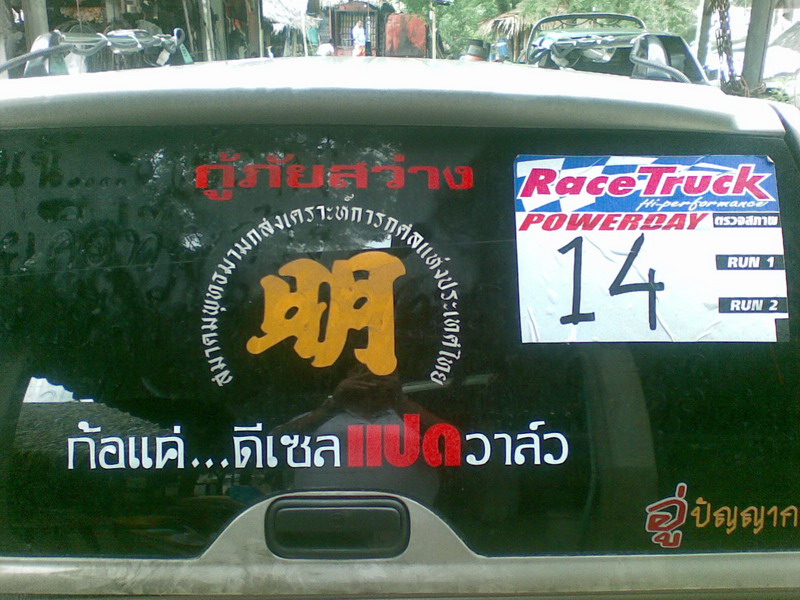 กู้ภัยสว่าง
สมาคมพุทธมามกสงเคราะห์การกุศลแห่งประเทศไทย
明
ก้อแค่...ดีเซลแปดวาล์ว
RaceTruck
Hi-performance
POWERDAY ตรวจสภาพ
14
RUN 1
RUN 2
อู่ปัญญาก